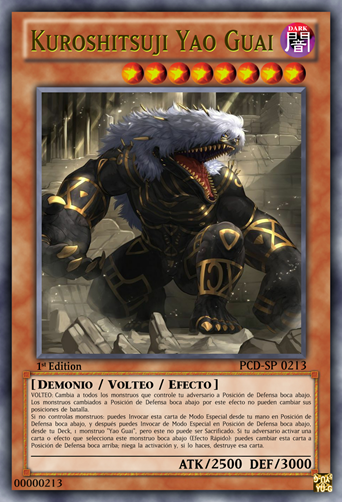 KUROSHITSUJI YAO GUAI
DARK
闇
1st Edition
PCD-SP 0213
[DEMONIO / VOLTEO / EFECTO]
VOLTEO: Cambia a todos los monstruos que controle tu adversario a Posición de Defensa boca abajo.
Los monstruos cambiados a Posición de Defensa boca abajo por este efecto no pueden cambiar sus
posiciones de batalla.
Si no controlas monstruos: puedes Invocar esta carta de Modo Especial desde tu mano en Posición
de Defensa boca abajo, y después puedes Invocar de Modo Especial en Posición de Defensa boca abajo,
desde tu Deck, 1 monstruo "Yao Guai", pero este no puede ser Sacrificado. Si tu adversario activa una
carta o efecto que selecciona este monstruo boca abajo (Efecto Rápido): puedes cambiar esta carta a
Posición de Defensa boca arriba; niega la activación y, si lo haces, destruye esa carta.
ATK/2500 DEF/3000
00000213